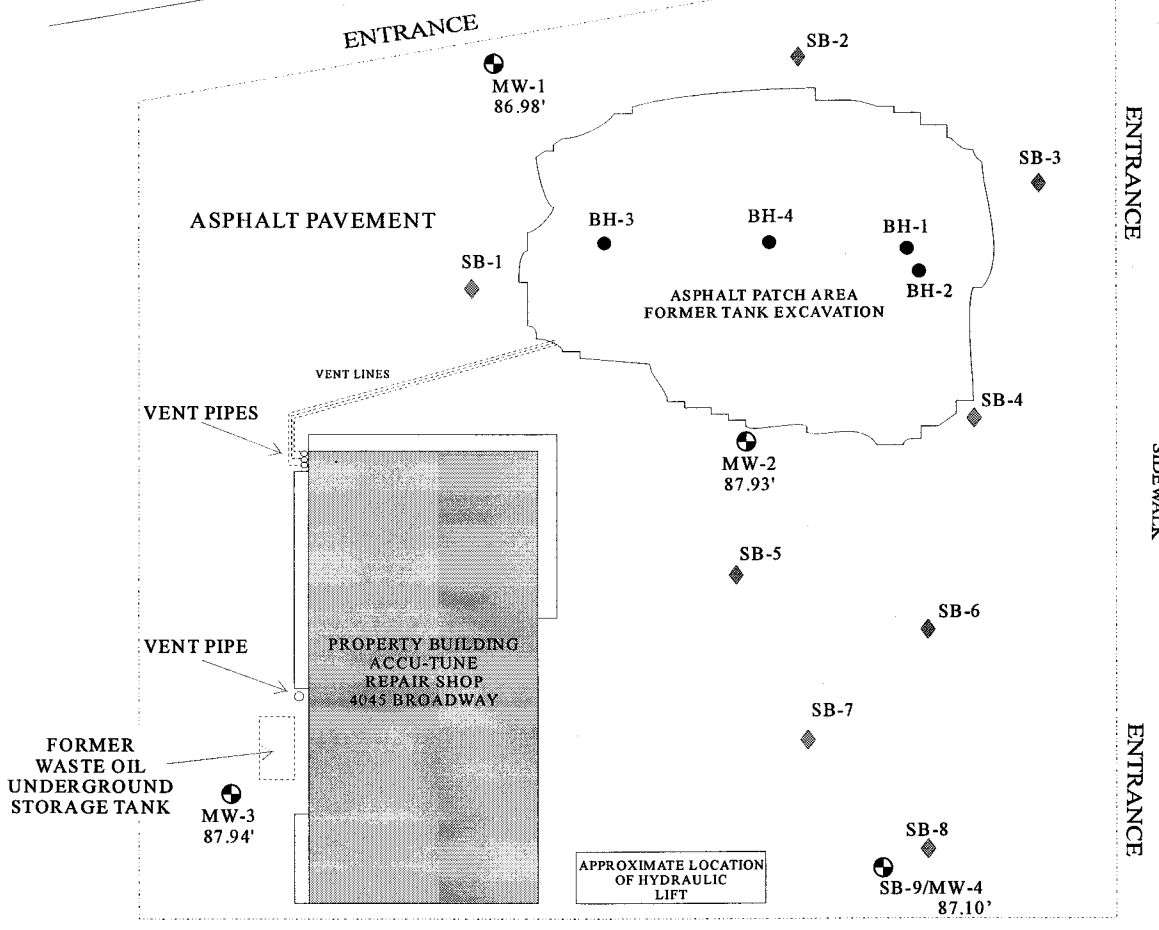 ENTRANCE
SB-2
MW-1
86.98'
ENTRANCE
SB-3
ASPHALT PAVEMENT
BH-3
BH-4
BH-1
SB-1
BH-2
ASPHALT PATCH AREA
FORMER TANK EXCAVATION
VENT LINES
SB-4
VENT PIPES
MW-2
87.93'
SIDEWALK
SB-5
SB-6
VENT PIPE
PROPERTY BUILDING
ACCU-TUNE
REPAIR SHOP
4045 BROADWAY
SB-7
FORMER
WASTE OIL
UNDERGROUND
STORAGE TANK
ENTRANCE
MW-3
87.94'
SB-8
APPROXIMATE LOCATION
OF HYDRAULIC
LIFT
SB-9/MW-4
87.10'